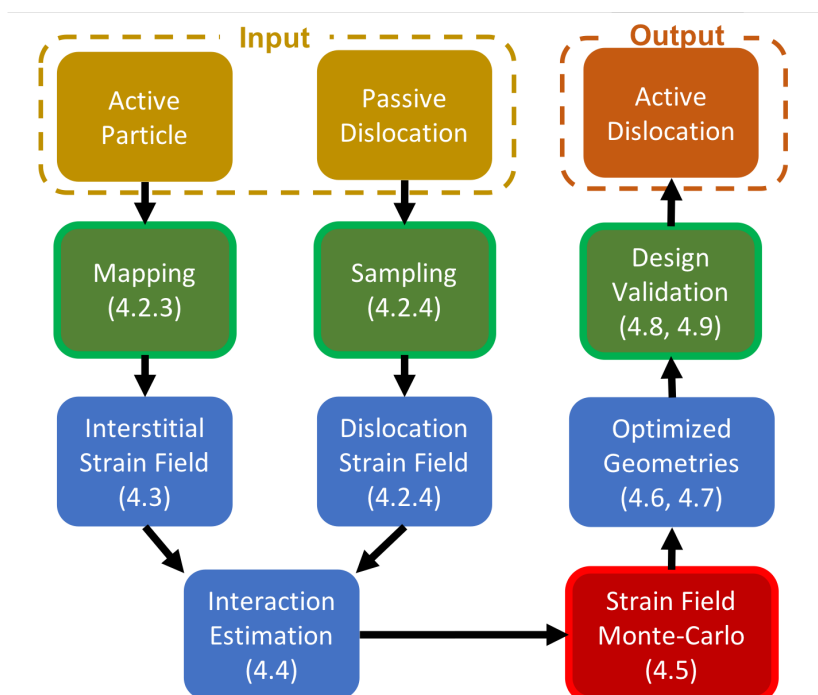 Input
Active
Particle
Passive
Dislocation
Output
Active
Dislocation
Mapping
(4.2.3)
Sampling
(4.2.4)
Design
Validation
(4.8, 4.9)
Interstitial
Strain Field
(4.3)
Dislocation
Strain Field
(4.2.4)
Optimized
Geometries
(4.6, 4.7)
Interaction
Estimation
(4.4)
Strain Field
Monte-Carlo
(4.5)